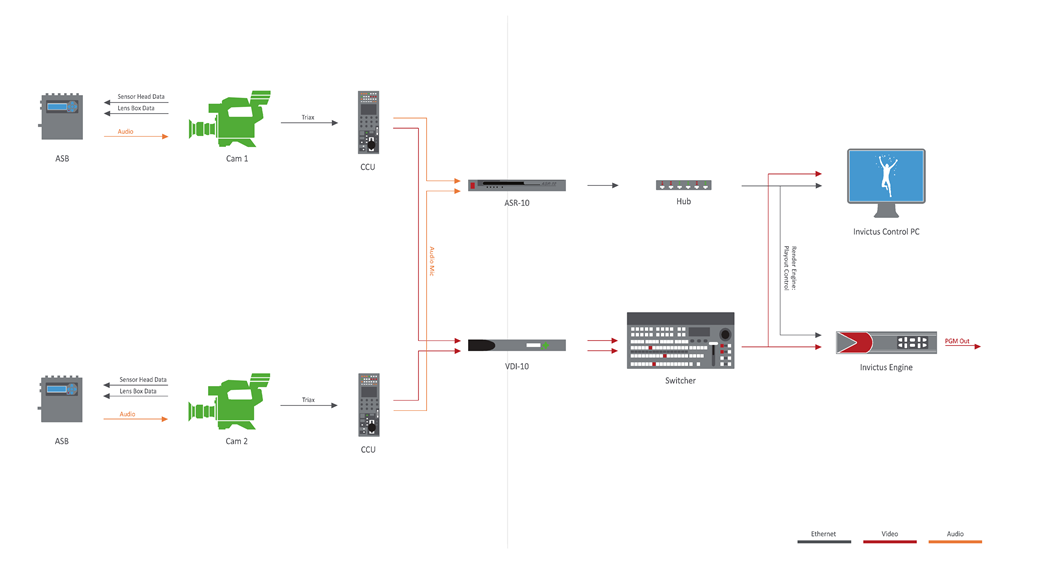 Sensor Head Data
Lens Box Data
Audio
ASB
Cam 1
Triax
CCU
ASR-10
Hub
Invictus Control PC
Audio Mic
Render Engine:
Playout Control
VDI-10
Switcher
Invictus Engine
PGM Out
Sensor Head Data
Lens Box Data
Audio
ASB
Cam 2
Triax
CCU
Ethernet
Video
Audio